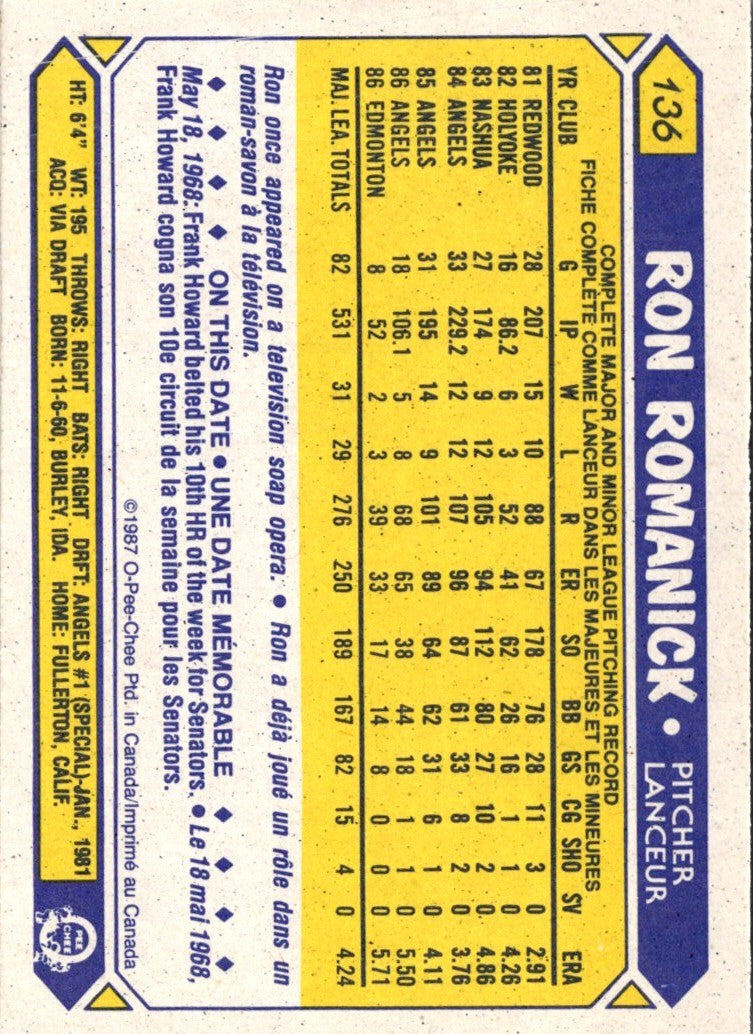 136
RON ROMANICK • PITCHER
LANCEUR
COMPLETE MAJOR AND MINOR LEAGUE PITCHING RECORD
FICHE COMPLÈTE COMME LANCEUR DANS LES MAJEURES ET LES MINEURES
YR CLUB G IP W L R ER SO BB GS CG SHO SV ERA
81 REDWOOD 28 207 15 10 88 67 178 76 28 11 3 0 2.91
82 HOLYOKE 16 86.2 6 3 52 41 62 26 16 1 1 0 4.26
83 NASHUA 27 174 9 12 105 94 112 80 27 10 2 0 4.86
84 ANGELS 33 229.2 12 12 107 96 87 61 33 8 2 0 3.76
85 ANGELS 31 195 14 9 101 89 64 62 31 6 1 0 4.11
86 ANGELS 18 106.1 5 8 68 65 38 44 18 1 1 0 5.50
86 EDMONTON 8 52 2 3 39 33 17 14 8 0 0 0 5.71
MAJ. LEA. TOTALS 82 531 31 29 276 250 189 167 82 15 4 0 4.24
Ron once appeared on a television soap opera. • Ron a déjà joué un rôle dans un
roman-savon à la télévision.
◆ ◆ ◆ ◆ ON THIS DATE • UNE DATE MÉMORABLE ◆ ◆ ◆ ◆
May 18, 1968: Frank Howard belted his 10th HR of the week for Senators. • Le 18 mai 1968,
Frank Howard cogna son 10e circuit de la semaine pour les Senators.
©1987 O-Pee-Chee Ptd. in Canada/Imprimé au Canada
HT: 6'4" WT: 195 THROWS: RIGHT BATS: RIGHT DRFT: ANGELS #1 (SPECIAL)-JAN., 1981
ACQ: VIA DRAFT BORN: 11-6-60, BURLEY, IDA. HOME: FULLERTON, CALIF.
O
PEE
CHEE